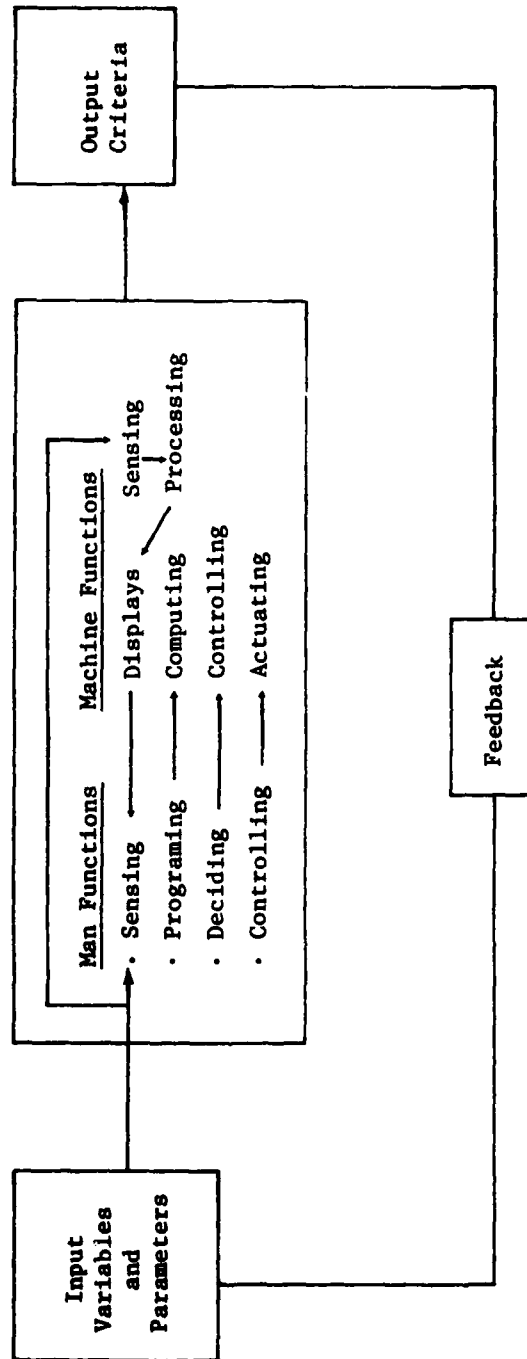 Input
Variables
and
Parameters
Man Functions Machine Functions
· Sensing Displays Sensing
Processing
· Programing Computing
· Deciding Controlling
· Controlling Actuating
Output
Criteria
Feedback